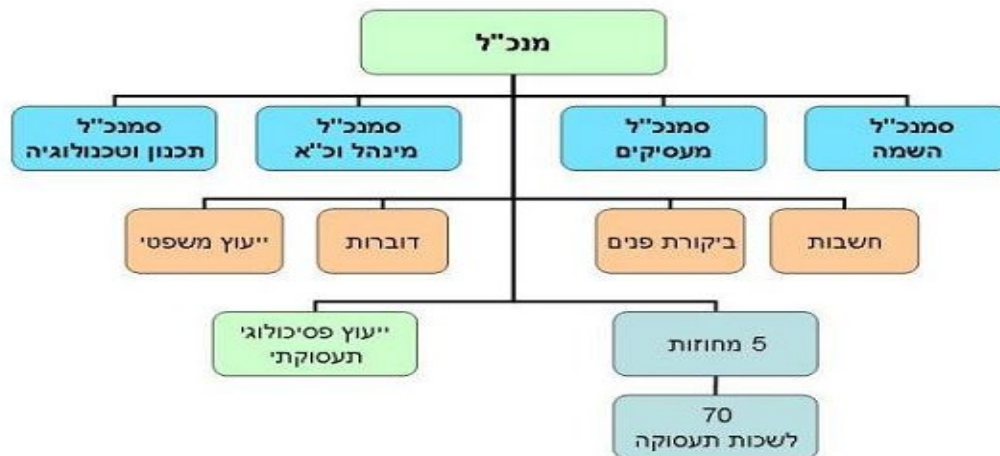 מנכ"ל
סמנכ"ל
השמה
סמנכ"ל
מעסיקים
סמנכ"ל
מינהל וכ"א
סמנכ"ל
תכנון וטכנולוגיה
חשבות
ביקורת פנים
דוברות
ייעוץ משפטי
5 מחוזות
ייעוץ פסיכולוגי
תעסוקתי
70
לשכות תעסוקה